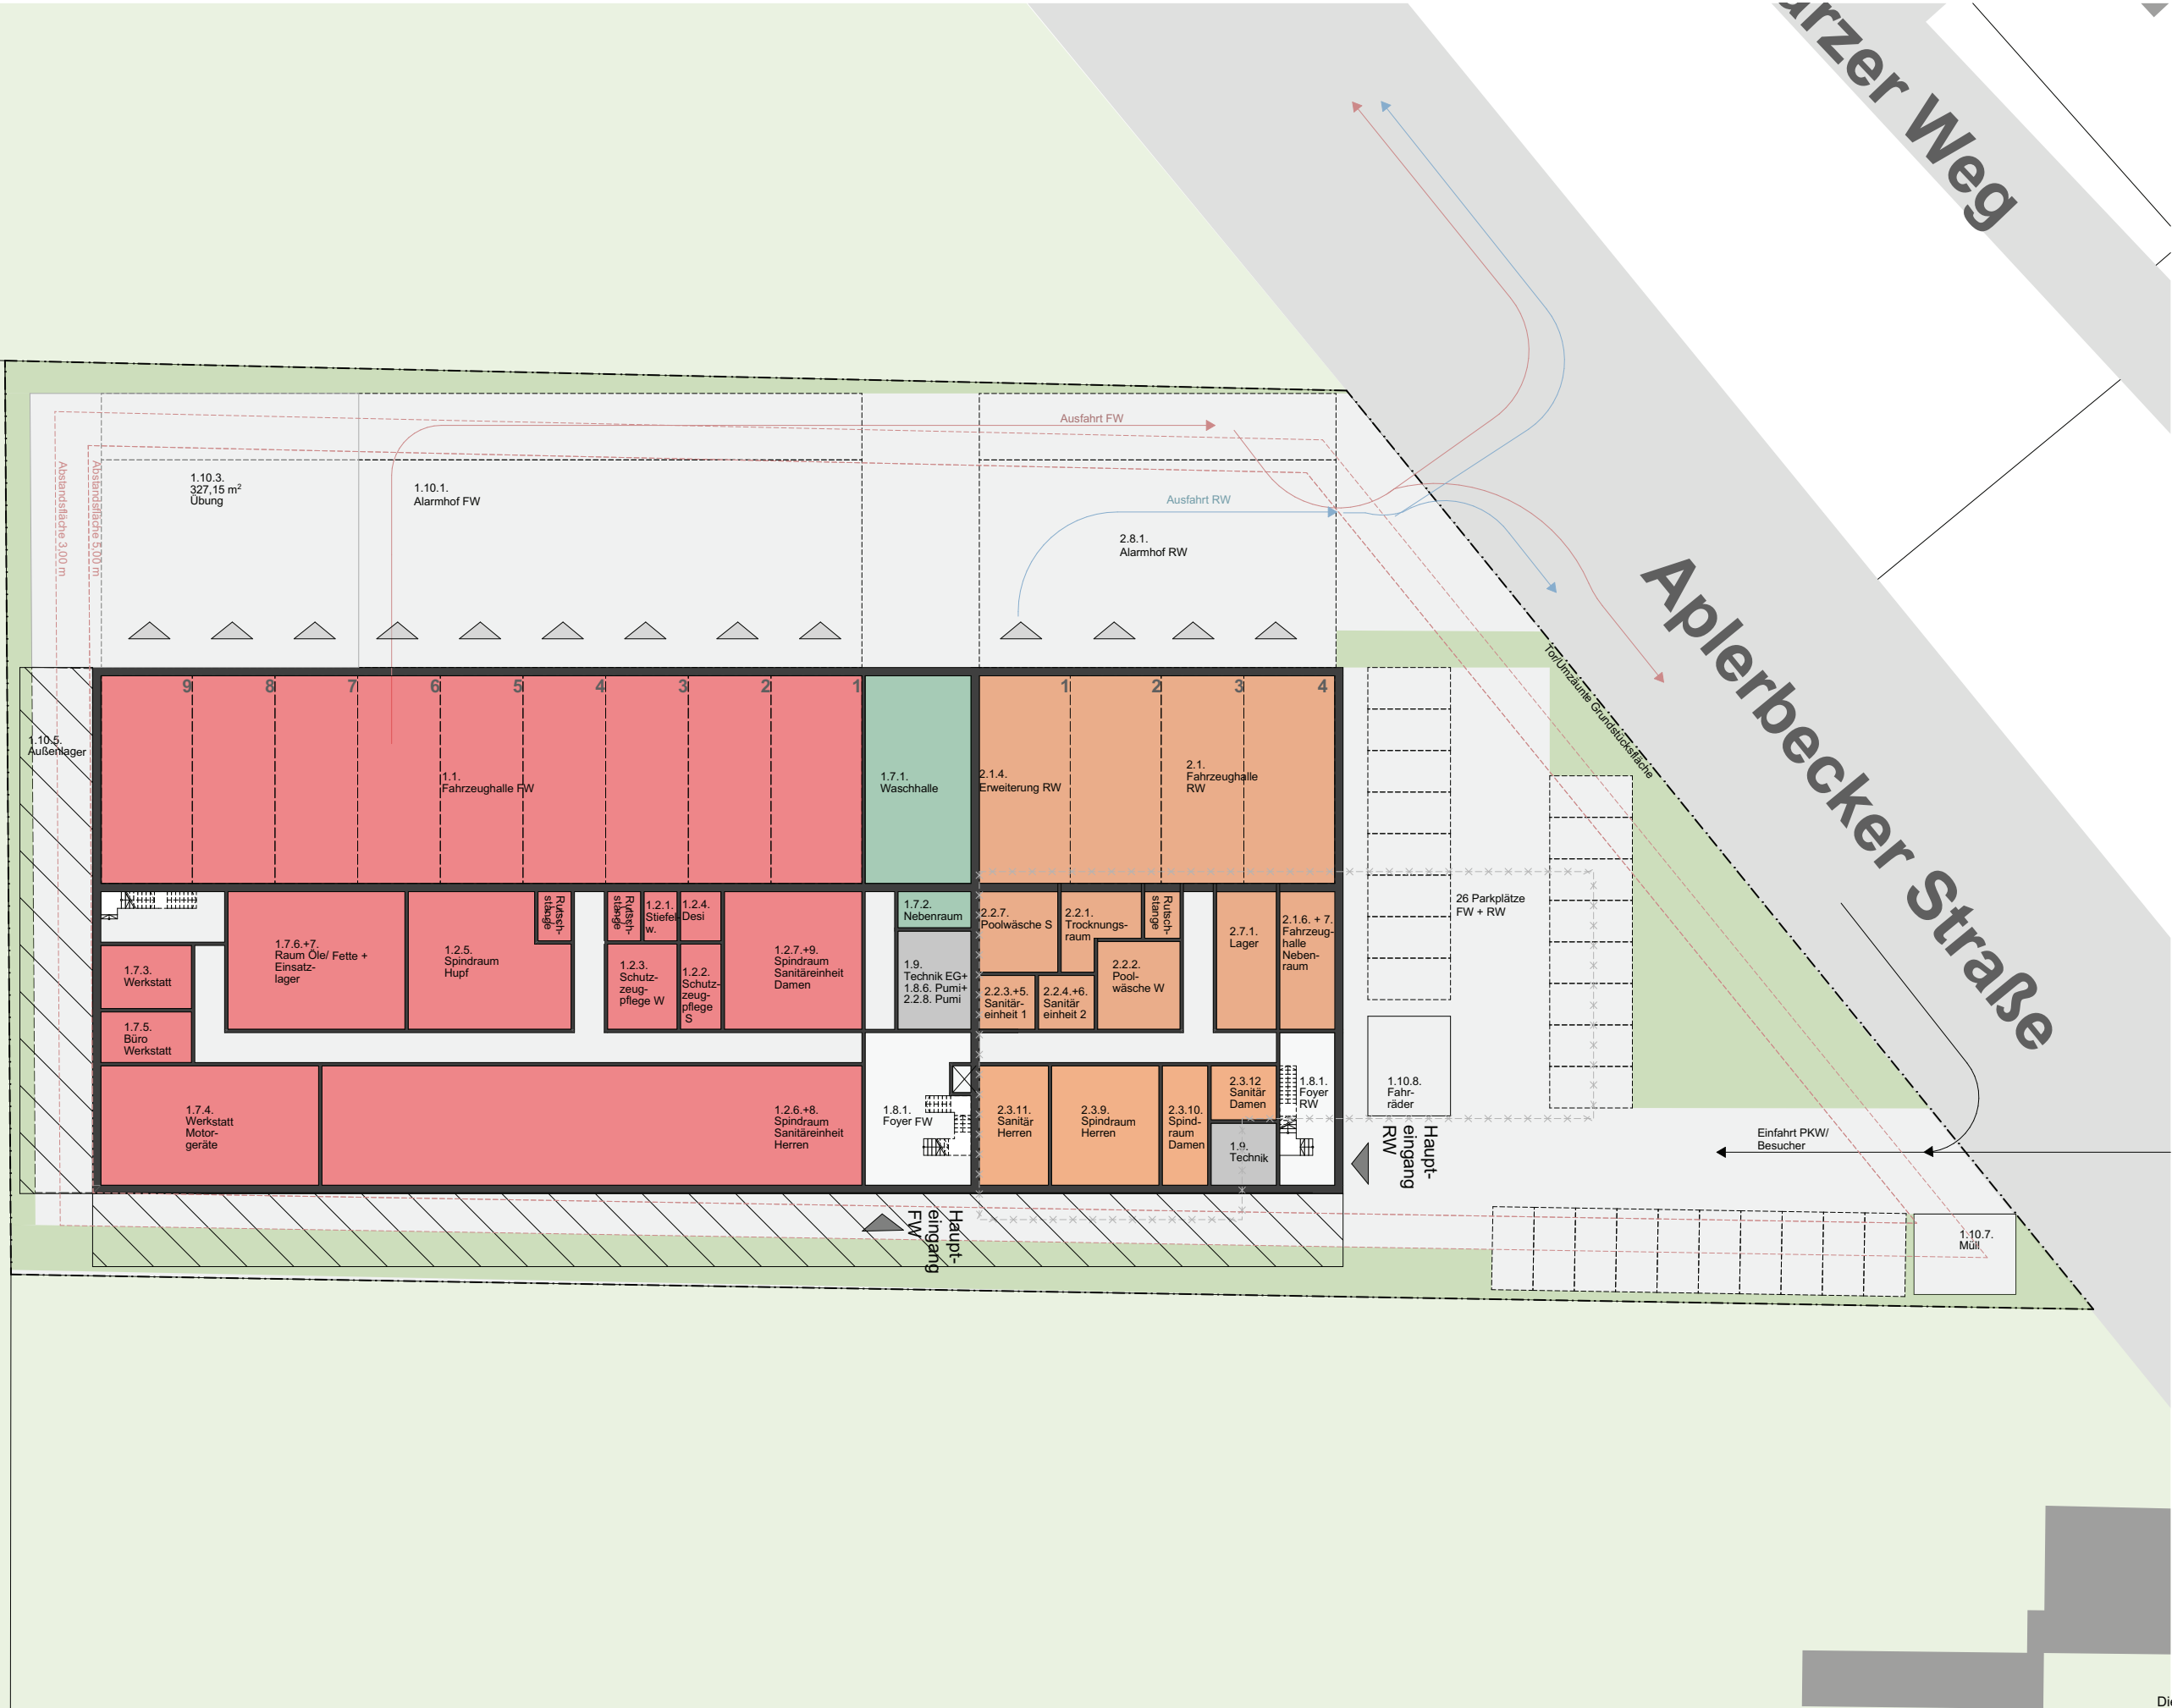 arzer Weg
Aplerbecker Straße
Ausfahrt FW
Ausfahrt RW
1.10.3.
327,15 m²
Übung
1.10.1.
Alarmhof FW
2.8.1.
Alarmhof RW
Abstandsfläche 3,00 m
Abstandsfläche 5,00 m
Tor/Umzäunte Grundstücksfläche
9
8
7
6
5
4
3
2
1
1
2
3
4
1.10.5.
Außenlager
1.1.
Fahrzeughalle FW
1.7.1.
Waschhalle
2.1.4.
Erweiterung RW
2.1.
Fahrzeughalle
RW
26 Parkplätze
FW + RW
1.7.6.+7.
Raum Öle/ Fette +
Einsatz-
lager
1.2.5.
Spindraum
Hupf
Rutsch-
stange
Rutsch-
stange
1.2.1.
Stiefel-
w.
1.2.4.
Desi
1.2.3.
Schutz-
zeug-
pflege W
1.2.2.
Schutz-
zeug-
pflege
S
1.2.7.+9.
Spindraum
Sanitäreinheit
Damen
1.7.2.
Nebenraum
1.9.
Technik EG+
1.8.6. Pumi+
2.2.8. Pumi
2.2.7.
Poolwäsche S
2.2.1.
Trocknungs-
raum
Rutsch-
stange
2.2.2.
Pool-
wäsche W
2.2.3.+5.
Sanitär-
einheit 1
2.2.4.+6.
Sanitär
einheit 2
2.7.1.
Lager
2.1.6. + 7.
Fahrzeug-
halle
Neben-
raum
1.7.3.
Werkstatt
1.7.5.
Büro
Werkstatt
1.7.4.
Werkstatt
Motor-
geräte
1.2.6.+8.
Spindraum
Sanitäreinheit
Herren
1.8.1.
Foyer FW
2.3.11.
Sanitär
Herren
2.3.9.
Spindraum
Herren
2.3.10.
Spind-
raum
Damen
2.3.12
Sanitär
Damen
1.9.
Technik
1.8.1.
Foyer
RW
1.10.8.
Fahr-
räder
Haupt-
eingang
RW
Haupt-
eingang
FW
Einfahrt PKW/
Besucher
1.10.7.
Müll
Die